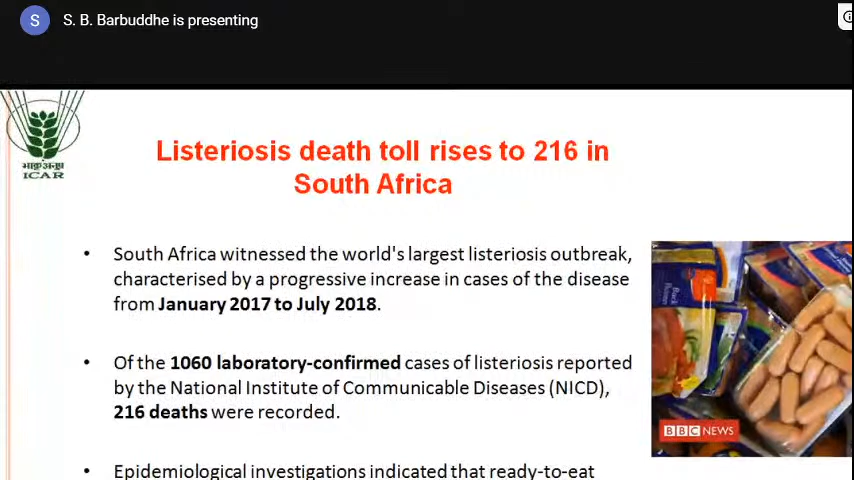 S
S. B. Barbuddhe is presenting
ICAR
Listeriosis death toll rises to 216 in
South Africa
• South Africa witnessed the world's largest listeriosis outbreak,
characterised by a progressive increase in cases of the disease
from January 2017 to July 2018.
• Of the 1060 laboratory-confirmed cases of listeriosis reported
by the National Institute of Communicable Diseases (NICD),
216 deaths were recorded.
• Epidemiological investigations indicated that ready-to-eat
BBC NEWS